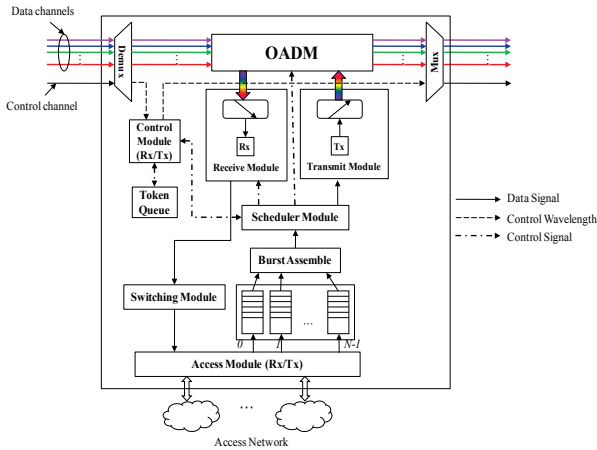 Data channels
Control channel
Demux
OADM
Mux
Rx
Receive Module
Tx
Transmit Module
Control
Module
(Rx/Tx)
Token
Queue
Scheduler Module
Burst Assemble
Switching Module
...
0
1
N-1
Access Module (Rx/Tx)
...
Access Network
Data Signal
Control Wavelength
Control Signal